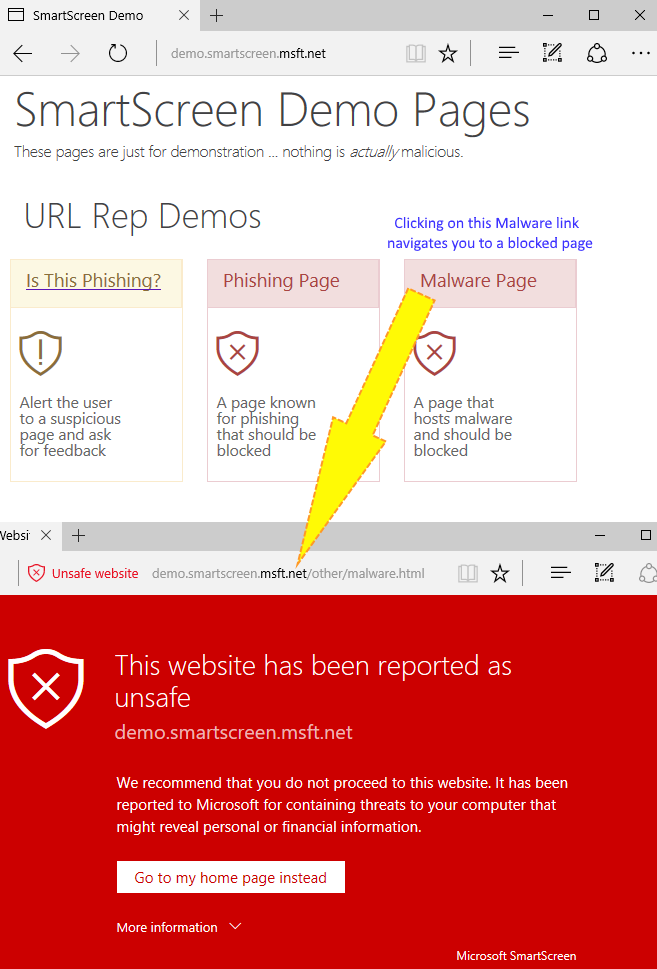 SmartScreen Demo
demo.smartscreen.msft.net
SmartScreen Demo Pages
These pages are just for demonstration ... nothing is actually malicious.
URL Rep Demos
Clicking on this Malware link
navigates you to a blocked page
Is This Phishing?
Alert the user
to a suspicious
page and ask
for feedback
Phishing Page
A page known
for phishing
that should be
blocked
Malware Page
A page that
hosts malware
and should be
blocked
Websi
Unsafe website demo.smartscreen.msft.net/other/malware.html
This website has been reported as
unsafe
demo.smartscreen.msft.net
We recommend that you do not proceed to this website. It has been
reported to Microsoft for containing threats to your computer that
might reveal personal or financial information.
Go to my home page instead
More information
Microsoft SmartScreen